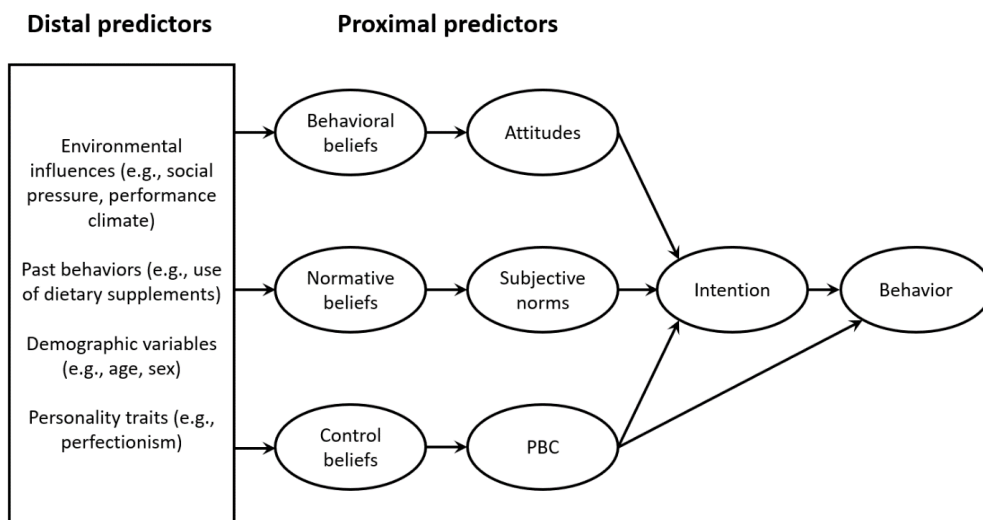 Distal predictors
Proximal predictors
Environmental
influences (e.g., social
pressure, performance
climate)
Past behaviors (e.g., use
of dietary supplements)
Demographic variables
(e.g., age, sex)
Personality traits (e.g.,
perfectionism)
Behavioral
beliefs
Attitudes
Normative
beliefs
Subjective
norms
Intention
Behavior
Control
beliefs
PBC